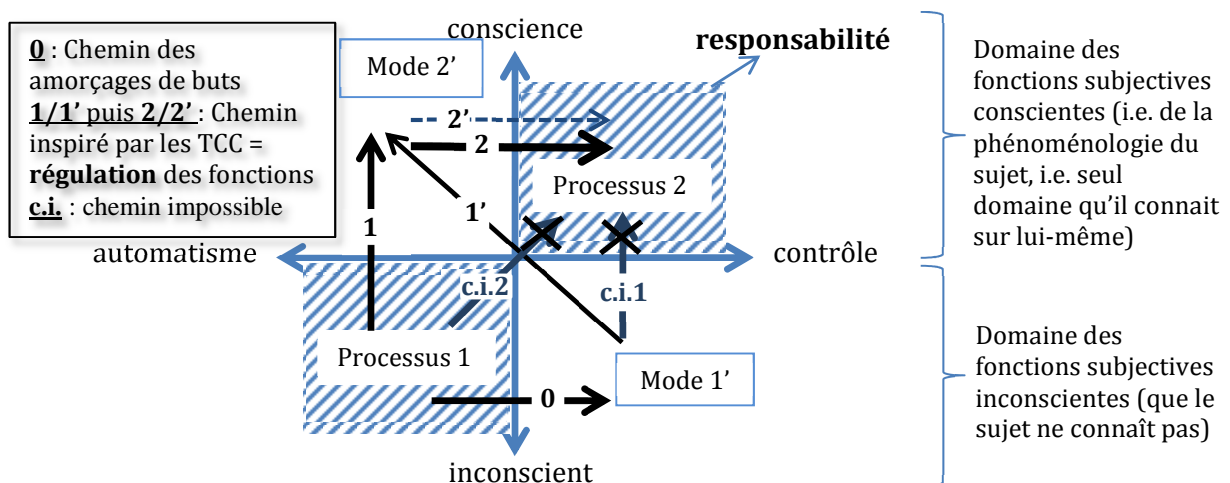 0 : Chemin des
amorçages de buts
1/1’ puis 2/2’ : Chemin
inspiré par les TCC =
régulation des fonctions
c.i. : chemin impossible
conscience
Mode 2’
responsabilité
2’
2
Processus 2
1
1’
automatisme
contrôle
c.i.2
c.i.1
Processus 1
Mode 1’
0
inconscient
Domaine des
fonctions subjectives
conscientes (i.e. de la
phénoménologie du
sujet, i.e. seul
domaine qu’il connait
sur lui-même)
Domaine des
fonctions subjectives
inconscientes (que le
sujet ne connaît pas)